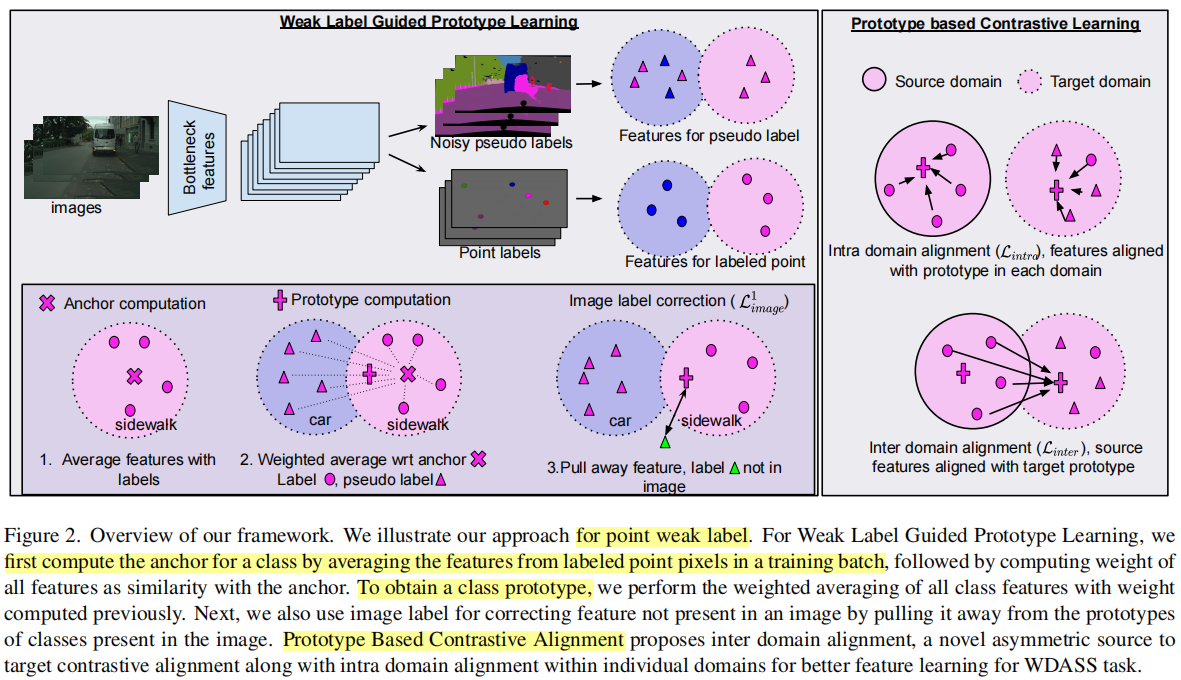 Weak Label Guided Prototype Learning
Bottleneck
features
images
Noisy pseudo labels
Point labels
Features for pseudo label
Features for labeled point
Anchor computation
sidewalk
1. Average features with
labels
Prototype computation
car
sidewalk
2. Weighted average wrt anchor
Label , pseudo label
Image label correction ( ℒ¹image)
car
sidewalk
3.Pull away feature, label not in
image
Prototype based Contrastive Learning
Source domain
Target domain
Intra domain alignment (ℒintra), features aligned
with prototype in each domain
Inter domain alignment (ℒinter), source
features aligned with target prototype
Figure 2. Overview of our framework. We illustrate our approach for point weak label. For Weak Label Guided Prototype Learning, we
first compute the anchor for a class by averaging the features from labeled point pixels in a training batch, followed by computing weight of
all features as similarity with the anchor. To obtain a class prototype, we perform the weighted averaging of all class features with weight
computed previously. Next, we also use image label for correcting feature not present in an image by pulling it away from the prototypes
of classes present in the image. Prototype Based Contrastive Alignment proposes inter domain alignment, a novel asymmetric source to
target contrastive alignment along with intra domain alignment within individual domains for better feature learning for WDASS task.